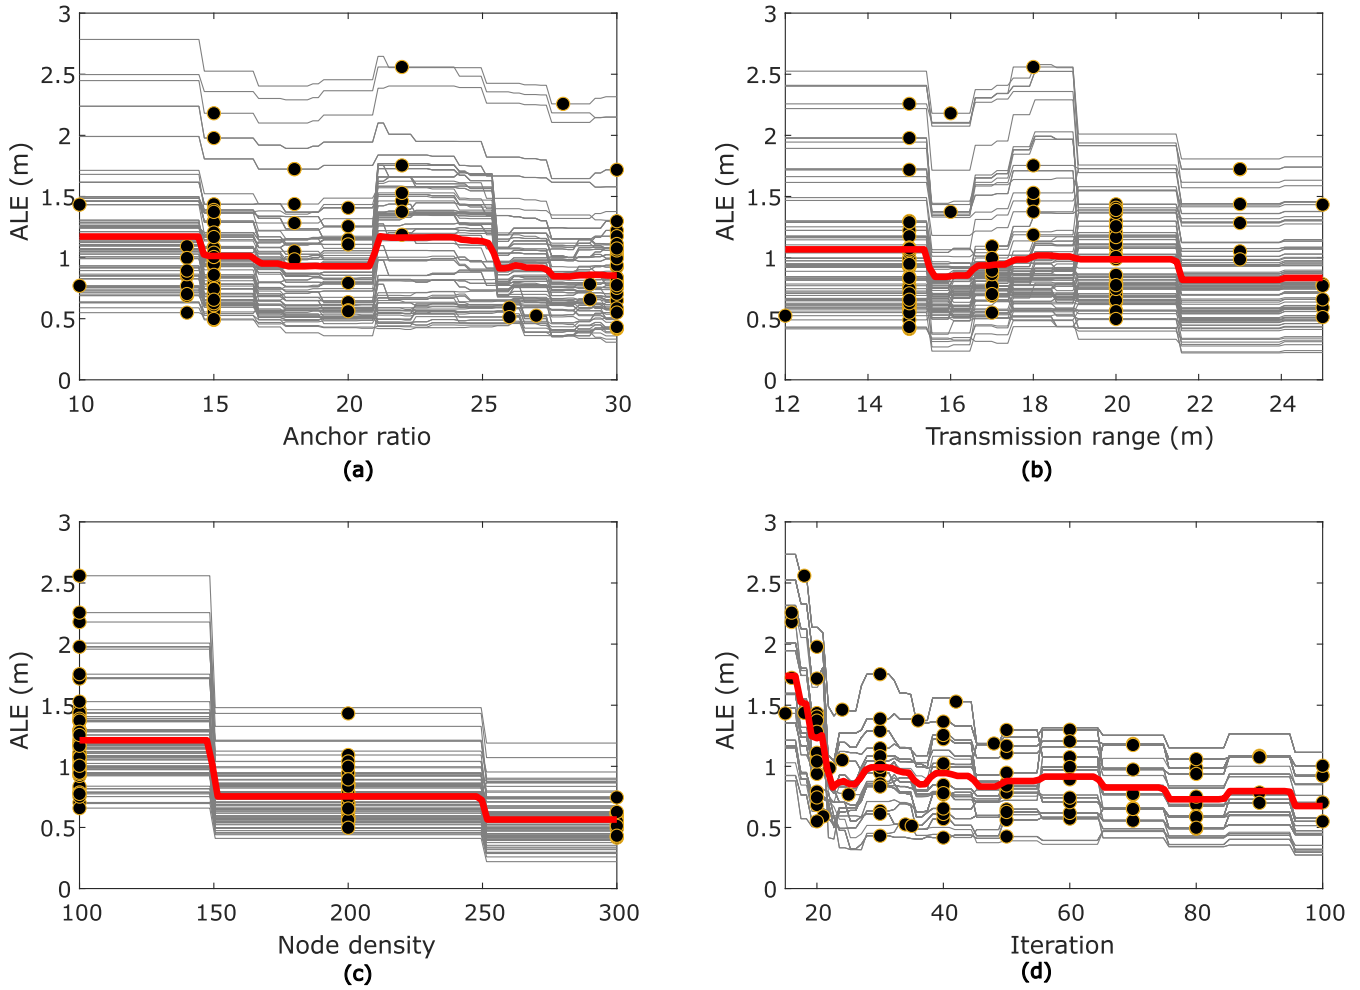 3
2.5
2
1.5
1
0.5
0
ALE (m)
10 15 20 25 30
Anchor ratio
(a)
3
2.5
2
1.5
1
0.5
0
ALE (m)
12 14 16 18 20 22 24
Transmission range (m)
(b)
3
2.5
2
1.5
1
0.5
0
ALE (m)
100 150 200 250 300
Node density
(c)
3
2.5
2
1.5
1
0.5
0
ALE (m)
20 40 60 80 100
Iteration
(d)